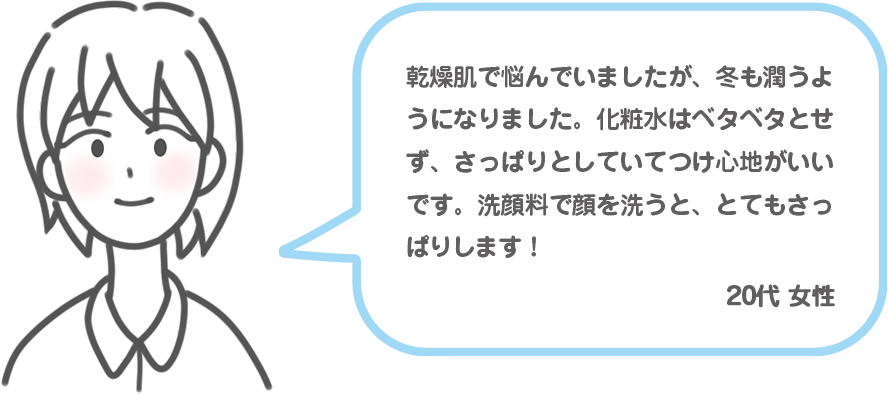 乾燥肌で悩んでいましたが、冬も潤うよ
うになりました。化粧水はベタベタとせ
ず、さっぱりとしていてつけ心地がいい
です。洗顔料で顔を洗うと、とてもさっ
ぱりします！
20代 女性